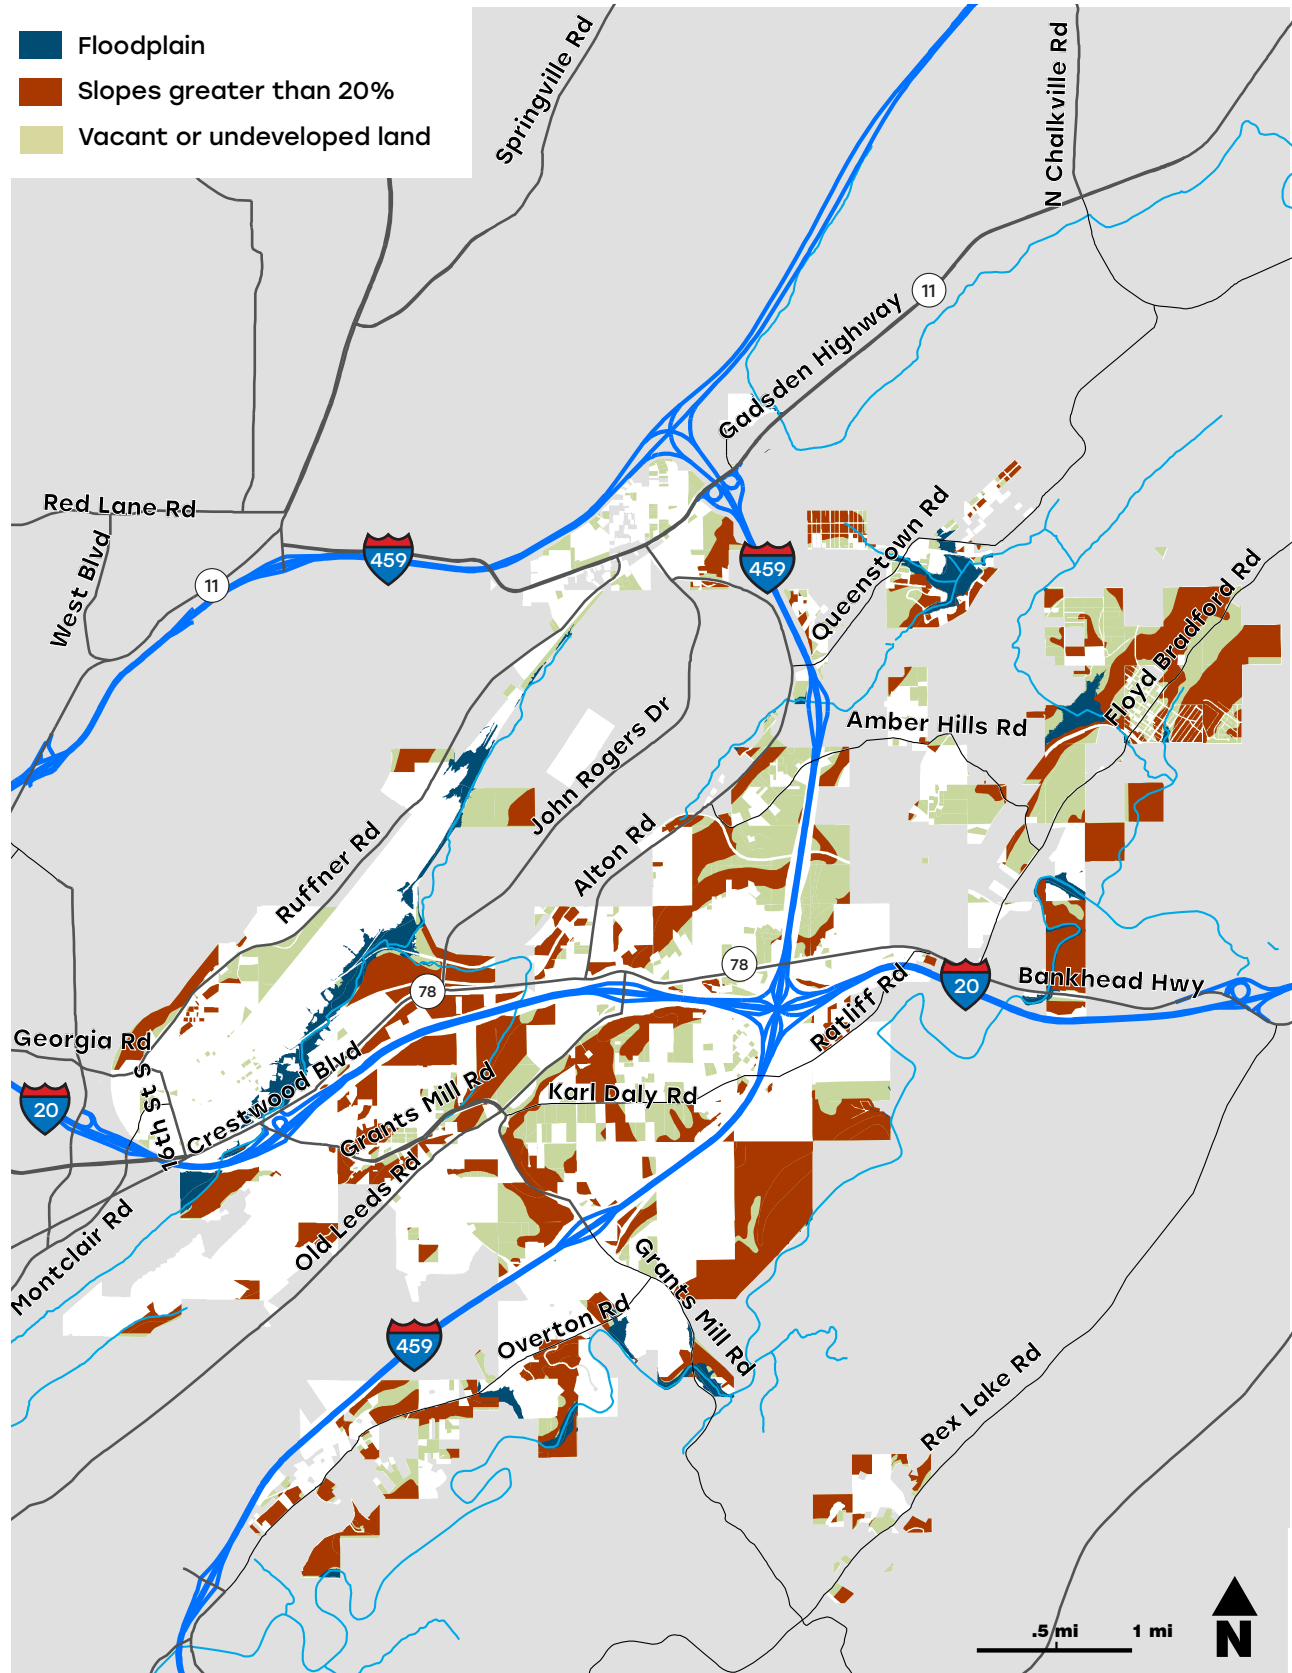 Floodplain
Slopes greater than 20%
Vacant or undeveloped land
Springville Rd
N Chalkville Rd
11
Gadsden Highway
Red Lane Rd
West Blvd
459
11
459
Queenstown Rd
Floyd Bradford Rd
Amber Hills Rd
John Rogers Dr
Ruffner Rd
Alton Rd
78
78
20
Bankhead Hwy
Ratliff Rd
Georgia Rd
16th St S
20
Crestwood Blvd
Grants Mill Rd
Karl Daly Rd
Old Leeds Rd
Montclair Rd
Grants Mill Rd
459
Overton Rd
Rex Lake Rd
.5 mi
1 mi
N